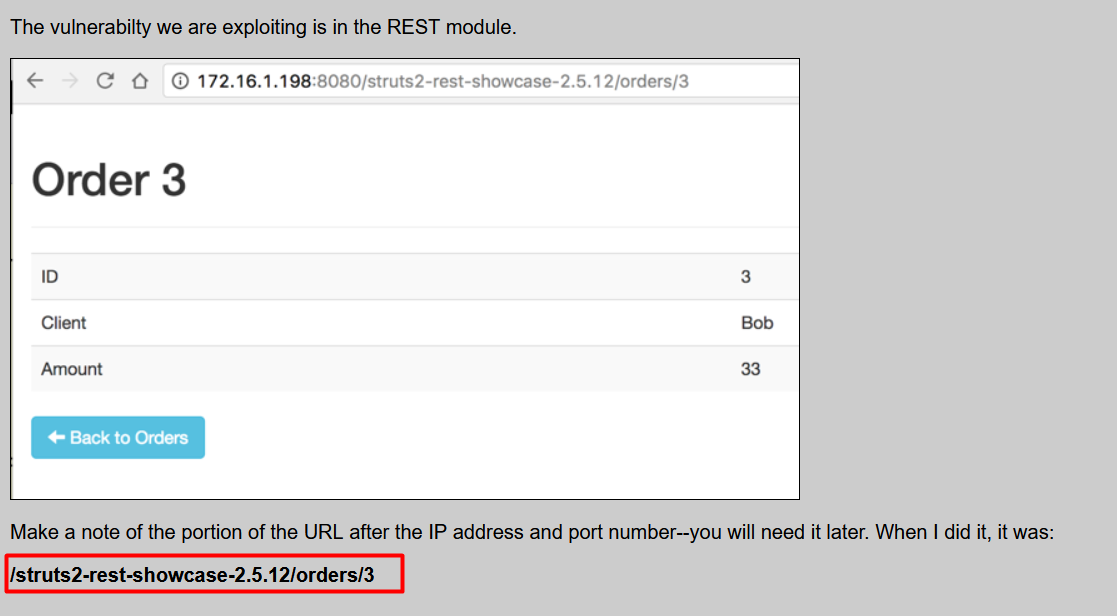 The vulnerabilty we are exploiting is in the REST module.
172.16.1.198:8080/struts2-rest-showcase-2.5.12/orders/3
Order 3
ID 3
Client Bob
Amount 33
Back to Orders
Make a note of the portion of the URL after the IP address and port number--you will need it later. When I did it, it was:
/struts2-rest-showcase-2.5.12/orders/3